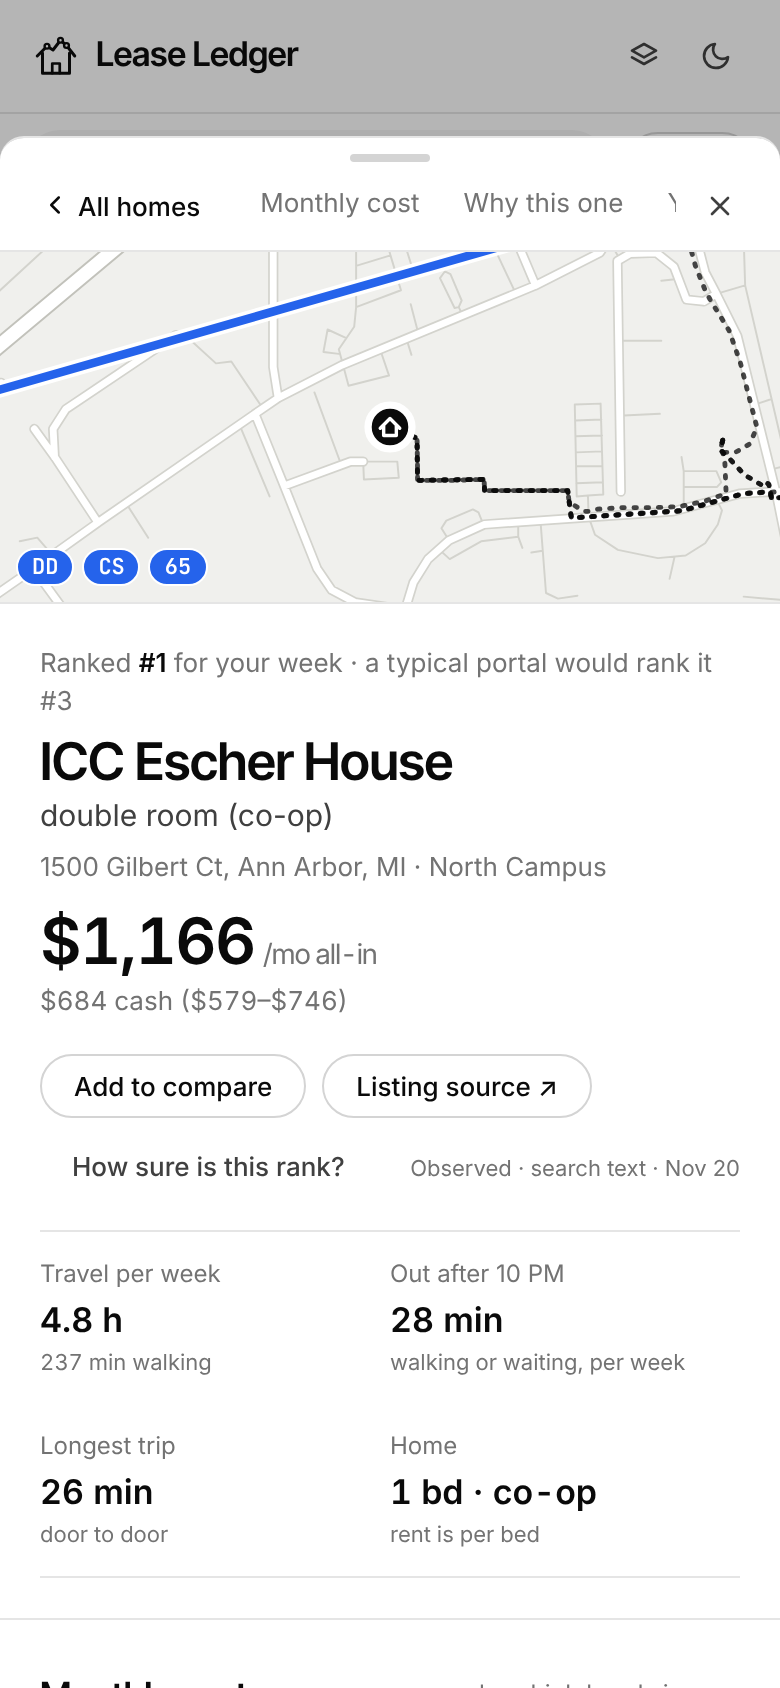 Lease Ledger
All homes
Monthly cost
Why this one
DD
CS
65
Ranked #1 for your week · a typical portal would rank it
#3
ICC Escher House
double room (co-op)
1500 Gilbert Ct, Ann Arbor, MI · North Campus
$1,166 /mo all-in
$684 cash ($579–$746)
Add to compare
Listing source ↗
How sure is this rank?
Observed · search text · Nov 20
Travel per week
4.8 h
237 min walking
Out after 10 PM
28 min
walking or waiting, per week
Longest trip
26 min
door to door
Home
1 bd · co-op
rent is per bed